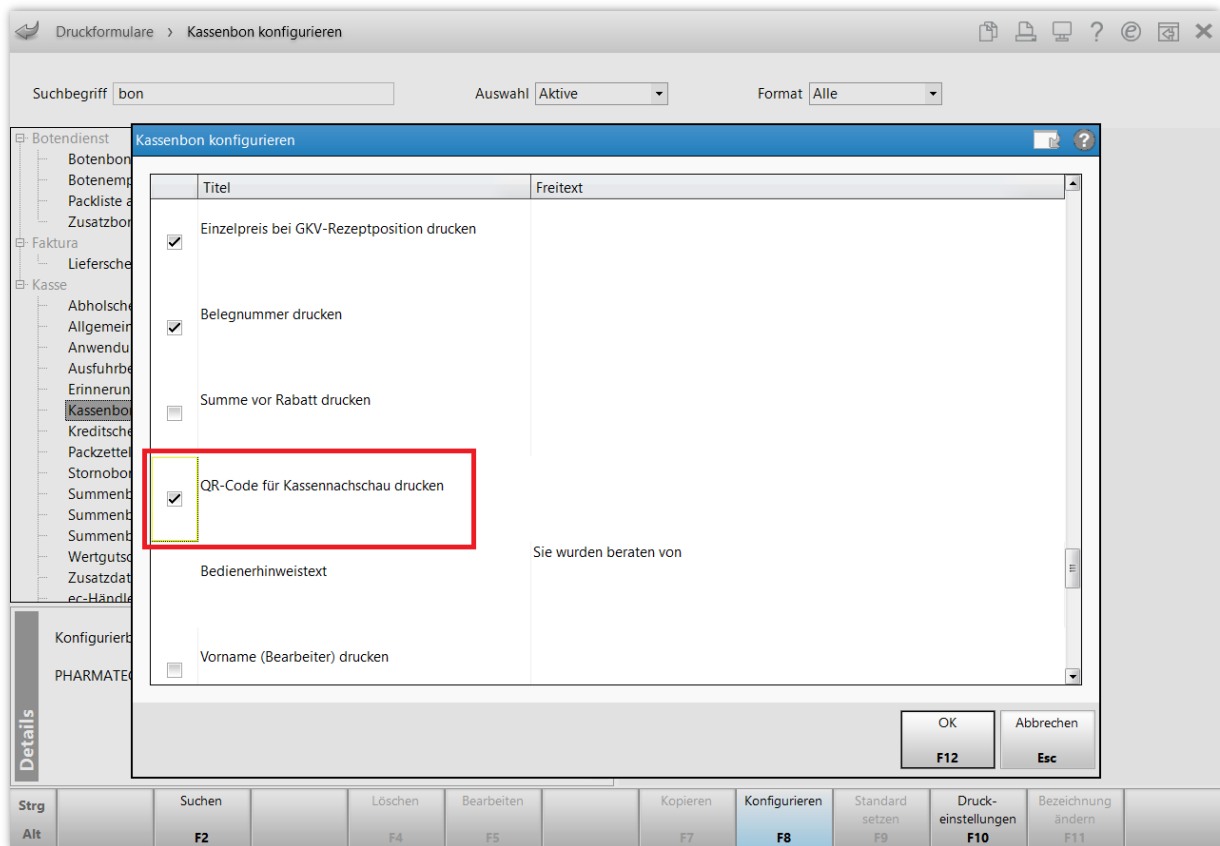 Druckformulare > Kassenbon konfigurieren
Suchbegriff bon
Auswahl Aktive
Format Alle
Botendienst
Botenbon
Botenemp
Packliste a
Zusatzbon
Faktura
Liefersche
Kasse
Abholsche
Allgemein
Anwendu
Ausfuhrbe
Erinnerun
Kassenbon
Kreditsche
Packzettel
Stornobon
Summenb
Summenb
Summenb
Wertgutsc
Zusatzdat
ec-Händle
Kassenbon konfigurieren
Titel Freitext
Einzelpreis bei GKV-Rezeptposition drucken
Belegnummer drucken
Summe vor Rabatt drucken
QR-Code für Kassennachschau drucken
Sie wurden beraten von
Bedienerhinweistext
Vorname (Bearbeiter) drucken
OK
F12
Abbrechen
Esc
Details
Konfigurierb
PHARMATEC
Strg
Alt
Suchen
F2
Löschen
F4
Bearbeiten
F5
Kopieren
F7
Konfigurieren
F8
Standard
setzen
F9
Druck-
einstellungen
F10
Bezeichnung
ändern
F11